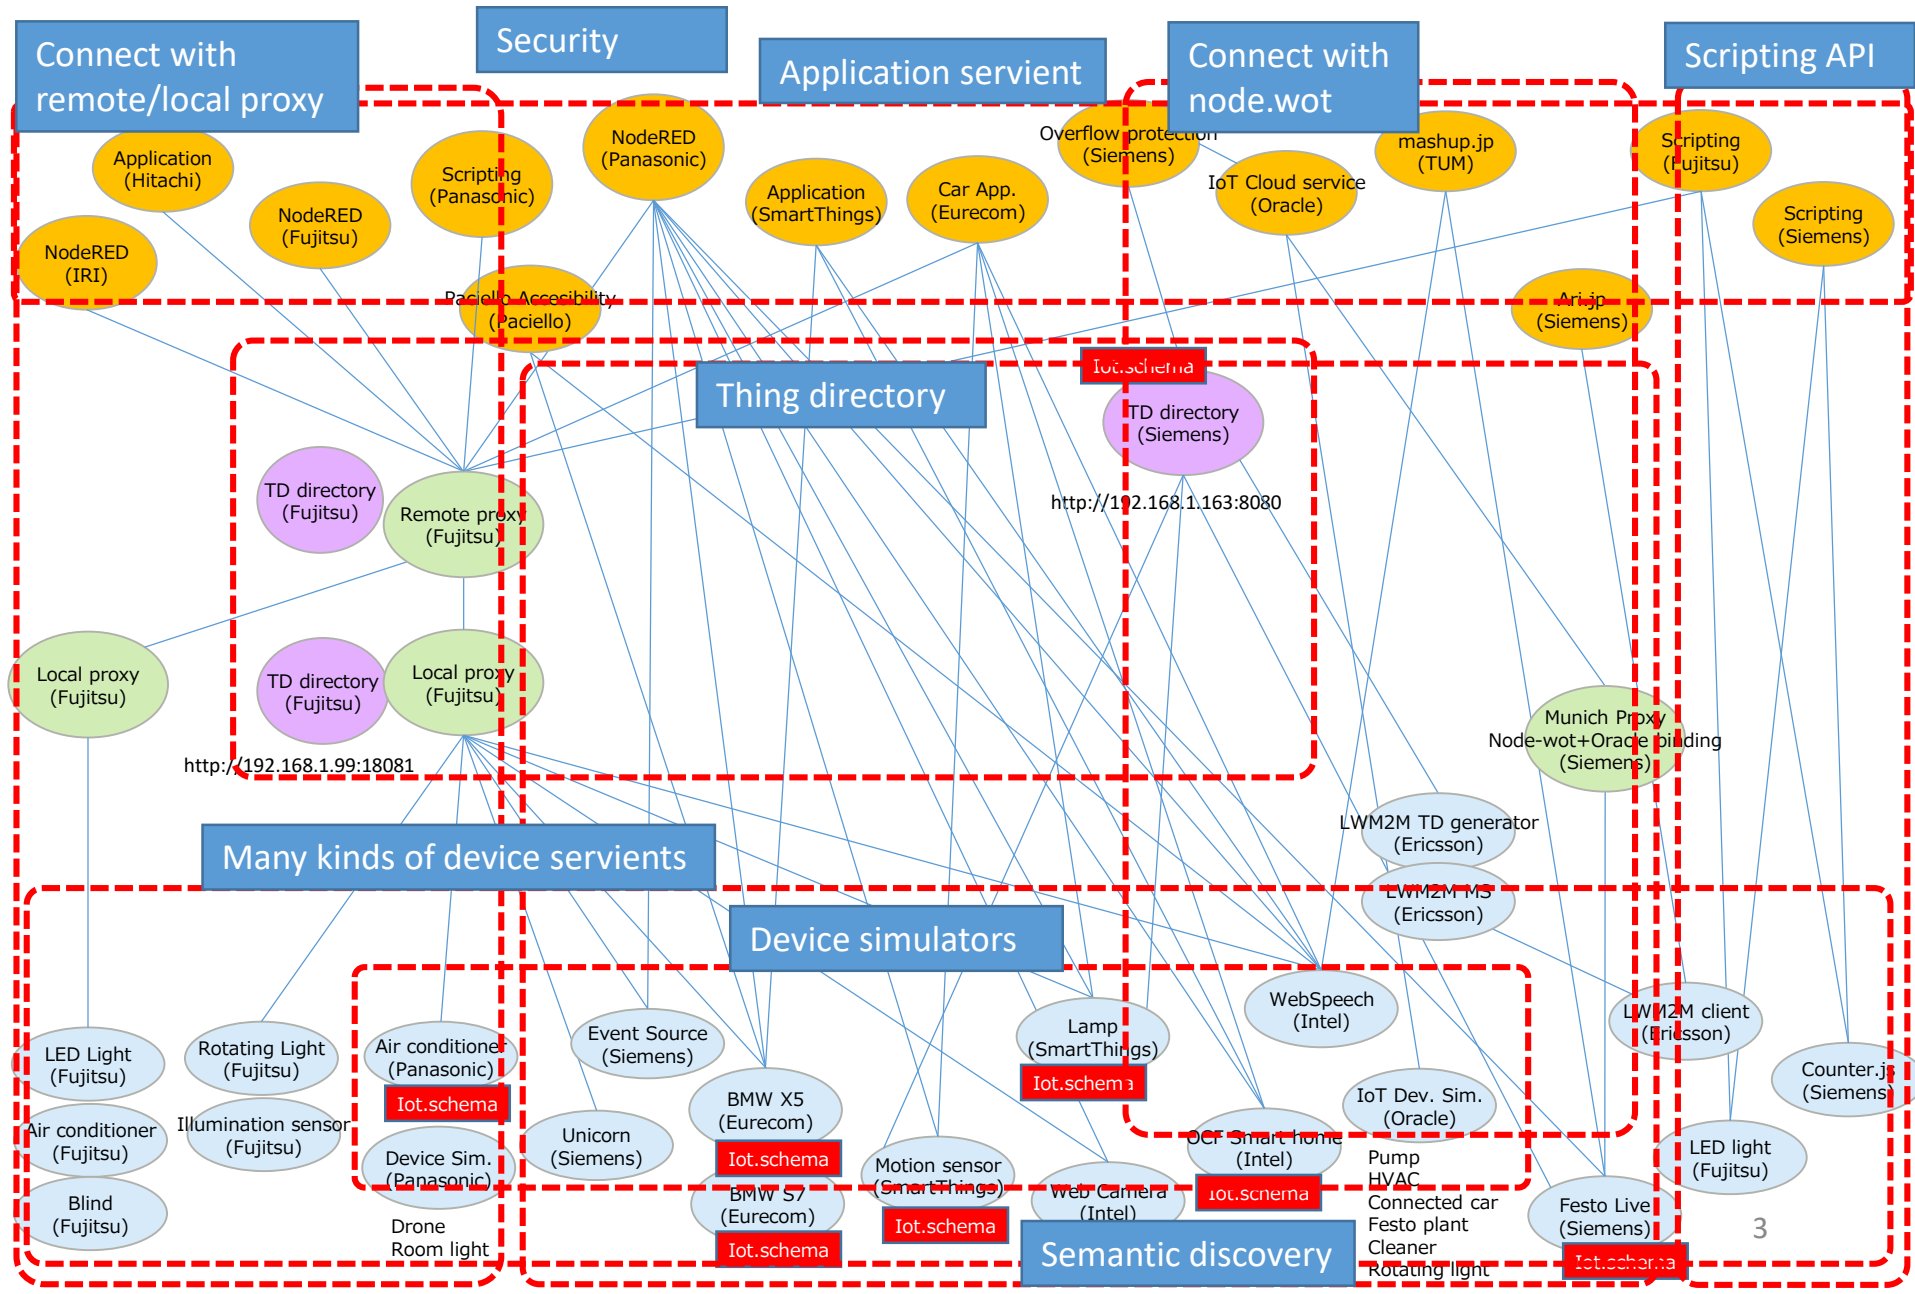 Connect with
remote/local proxy
Security
Application servient
Connect with
node.wot
Scripting API
Application
(Hitachi)
Scripting
(Panasonic)
NodeRED
(Panasonic)
Overflow protection
(Siemens)
mashup.jp
(TUM)
Scripting
(Fujitsu)
NodeRED
(Fujitsu)
Application
(SmartThings)
Car App.
(Eurecom)
IoT Cloud service
(Oracle)
Scripting
(Siemens)
NodeRED
(IRI)
Paciello Accesibility
(Paciello)
Ari.jp
(Siemens)
Iot.schema
Thing directory
TD directory
(Siemens)
http://192.168.1.163:8080
TD directory
(Fujitsu)
Remote proxy
(Fujitsu)
Local proxy
(Fujitsu)
TD directory
(Fujitsu)
Local proxy
(Fujitsu)
http://192.168.1.99:18081
Munich Proxy
Node-wot+Oracle binding
(Siemens)
LWM2M TD generator
(Ericsson)
LWM2M MS
(Ericsson)
Many kinds of device servients
Device simulators
LED Light
(Fujitsu)
Rotating Light
(Fujitsu)
Air conditioner
(Panasonic)
Iot.schema
Event Source
(Siemens)
Lamp
(SmartThings)
Iot.schema
WebSpeech
(Intel)
LWM2M client
(Ericsson)
Counter.js
(Siemens)
Air conditioner
(Fujitsu)
Illumination sensor
(Fujitsu)
Device Sim.
(Panasonic)
Unicorn
(Siemens)
BMW X5
(Eurecom)
Iot.schema
IoT Dev. Sim.
(Oracle)
OCF Smart home
(Intel)
Iot.schema
LED light
(Fujitsu)
Blind
(Fujitsu)
Drone
Room light
BMW S7
(Eurecom)
Iot.schema
Motion sensor
(SmartThings)
Iot.schema
Web Camera
(Intel)
Pump
HVAC
Connected car
Festo plant
Cleaner
Rotating light
Festo Live
(Siemens)
Iot.schema
Semantic discovery
3